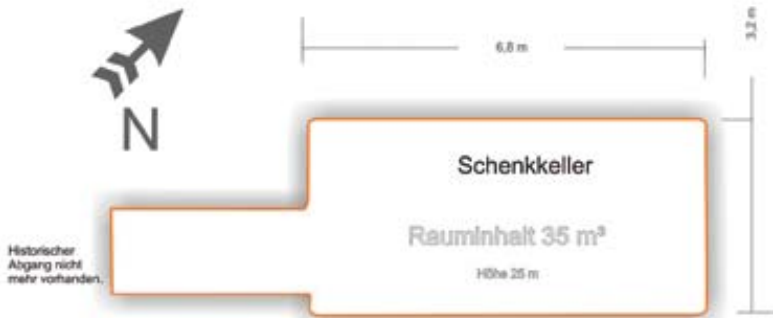 6,8 m
3,2 m
N
Schenkkeller
Rauminhalt 35 m³
Höhe 25 m
Historischer
Abgang nicht
mehr vorhanden.